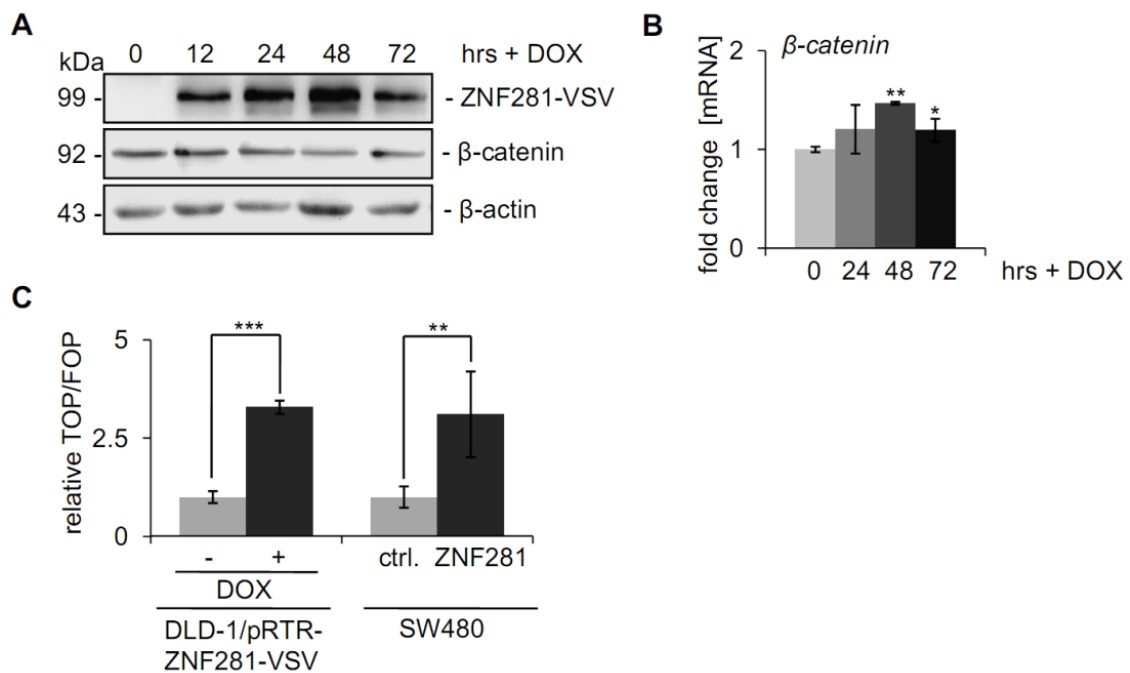 A
kDa 0 12 24 48 72 hrs + DOX
99 - - ZNF281-VSV
92 - - β-catenin
43 - - β-actin
B
β-catenin
fold change [mRNA]
2
1
0
** *
0 24 48 72 hrs + DOX
C
relative TOP/FOP
5
2.5
0
*** **
- + ctrl. ZNF281
DOX
DLD-1/pRTR-
ZNF281-VSV
SW480